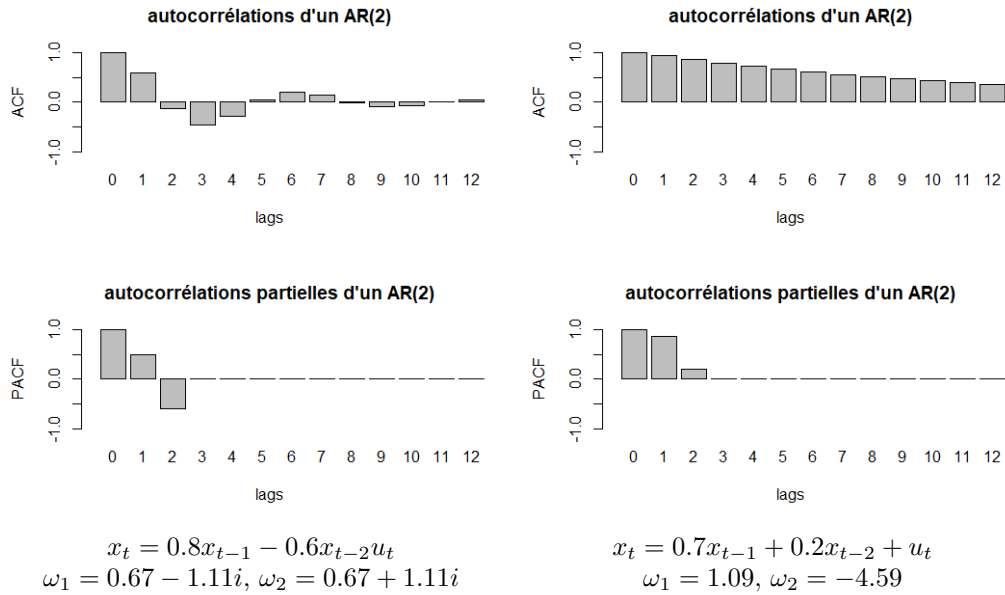 autocorrélations d'un AR(2)
ACF
1.0
0.0
-1.0
0 1 2 3 4 5 6 7 8 9 10 11 12
lags
autocorrélations d'un AR(2)
ACF
1.0
0.0
-1.0
0 1 2 3 4 5 6 7 8 9 10 11 12
lags
autocorrélations partielles d'un AR(2)
PACF
1.0
0.0
-1.0
0 1 2 3 4 5 6 7 8 9 10 11 12
lags
autocorrélations partielles d'un AR(2)
PACF
1.0
0.0
-1.0
0 1 2 3 4 5 6 7 8 9 10 11 12
lags
$x_t = 0.8x_{t-1} - 0.6x_{t-2}u_t$
$\omega_1 = 0.67 - 1.11i, \omega_2 = 0.67 + 1.11i$
$x_t = 0.7x_{t-1} + 0.2x_{t-2} + u_t$
$\omega_1 = 1.09, \omega_2 = -4.59$